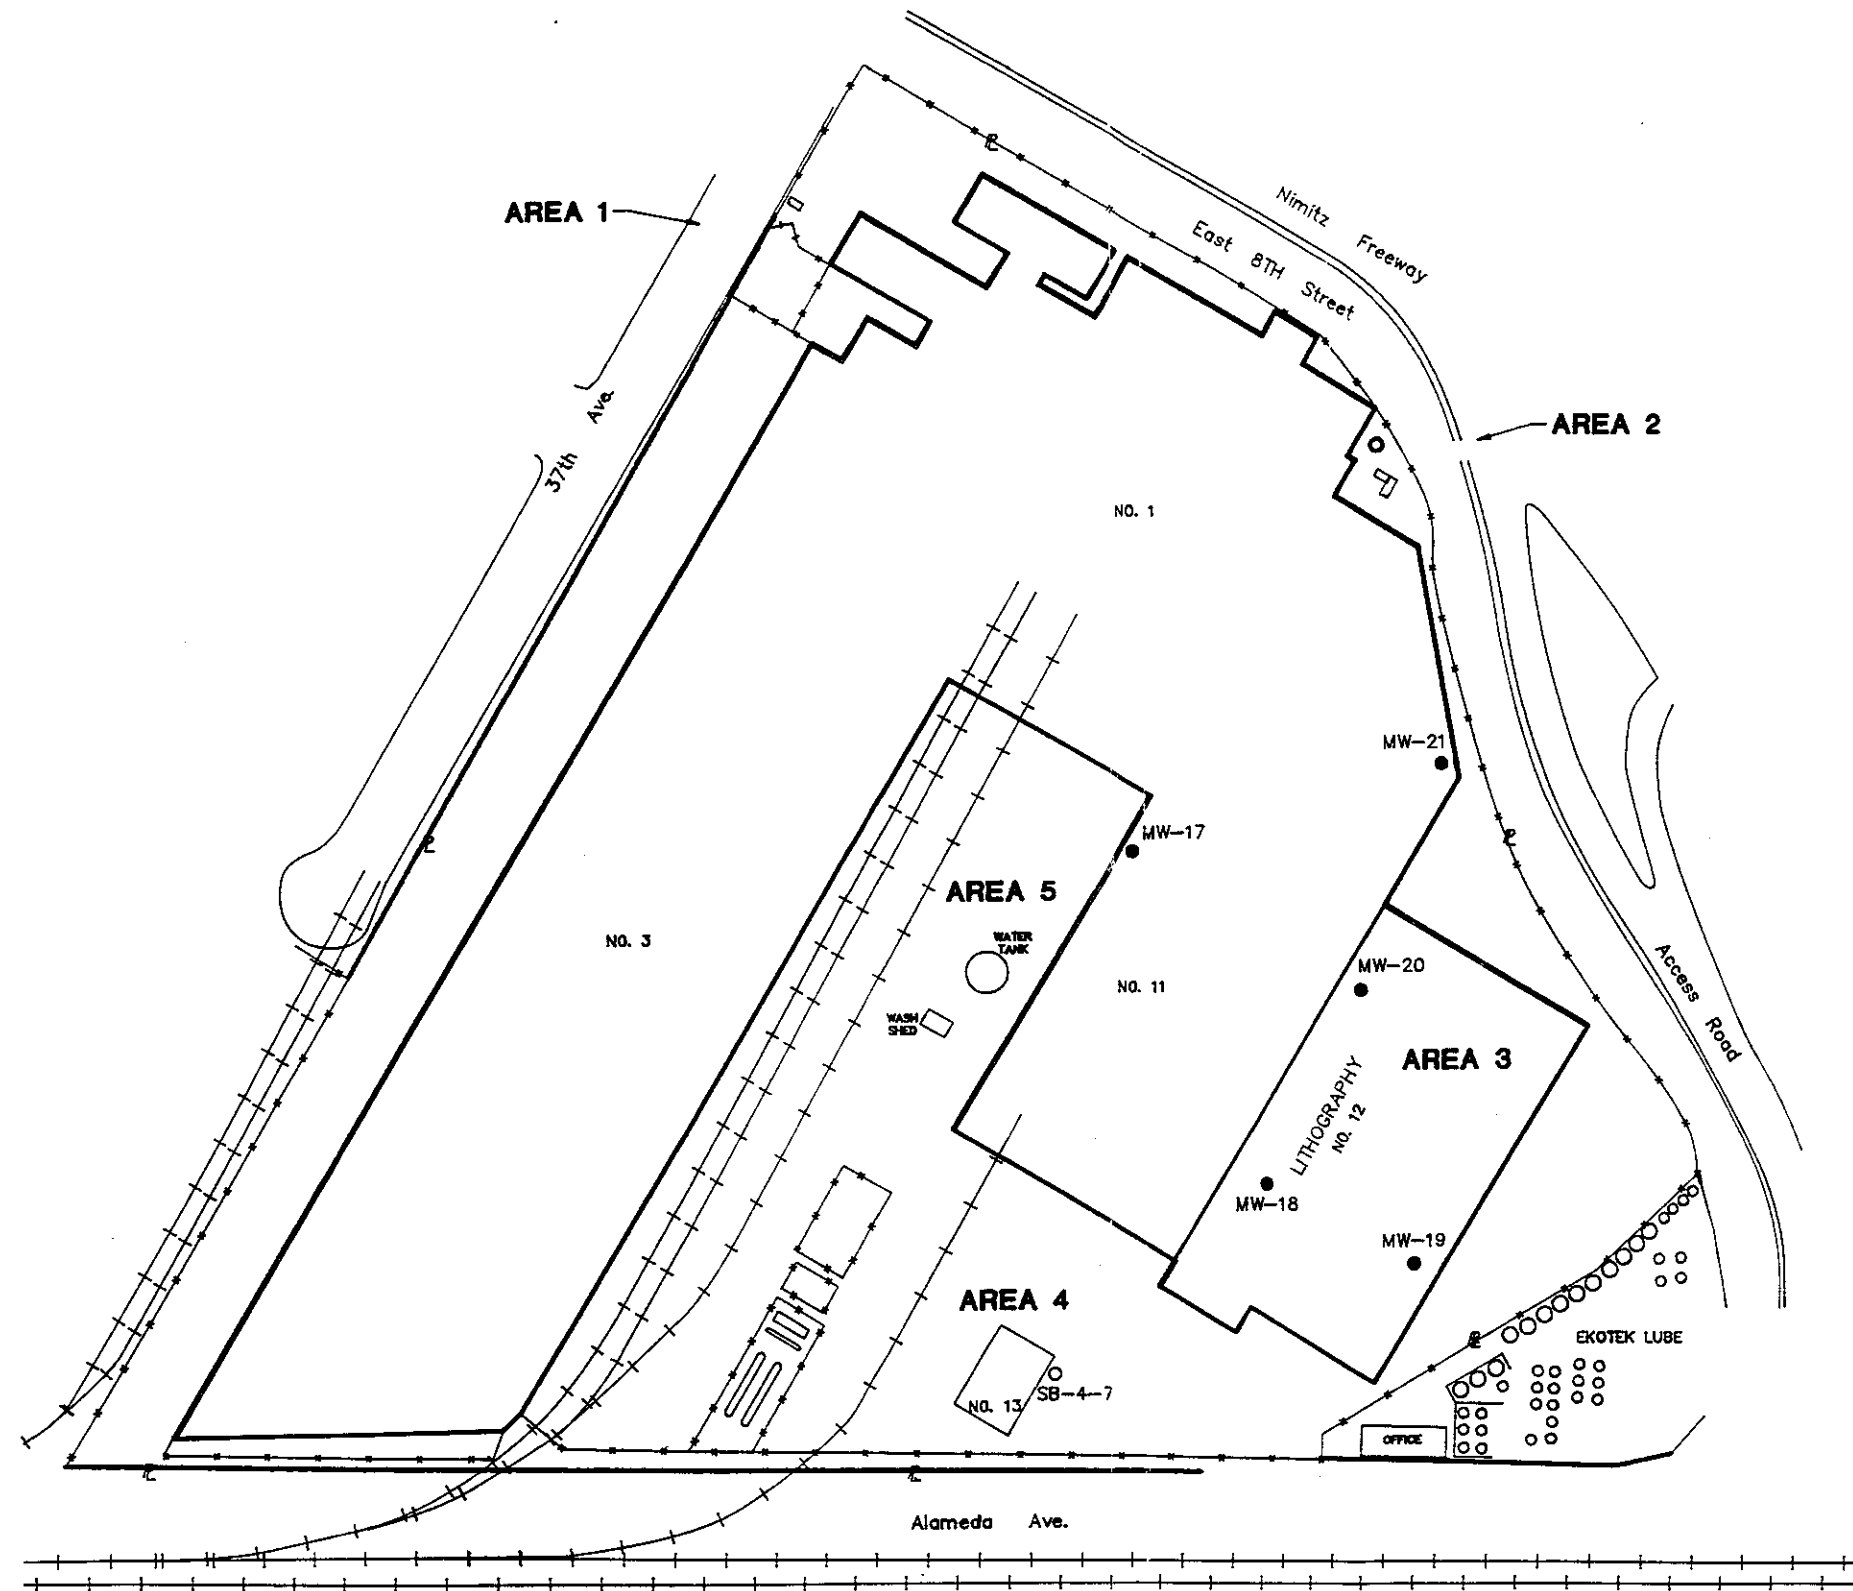 Nimitz Freeway
AREA 1
East 8TH Street
37th Ave.
AREA 2
NO. 1
MW-21
MW-17
AREA 5
NO. 3
WATER
TANK
MW-20
NO. 11
Access Road
WASH
SHED
AREA 3
LITHOGRAPHY
NO. 12
MW-18
MW-19
AREA 4
EKOTEK LUBE
SB-4-7
NO. 13
OFFICE
Alameda Ave.